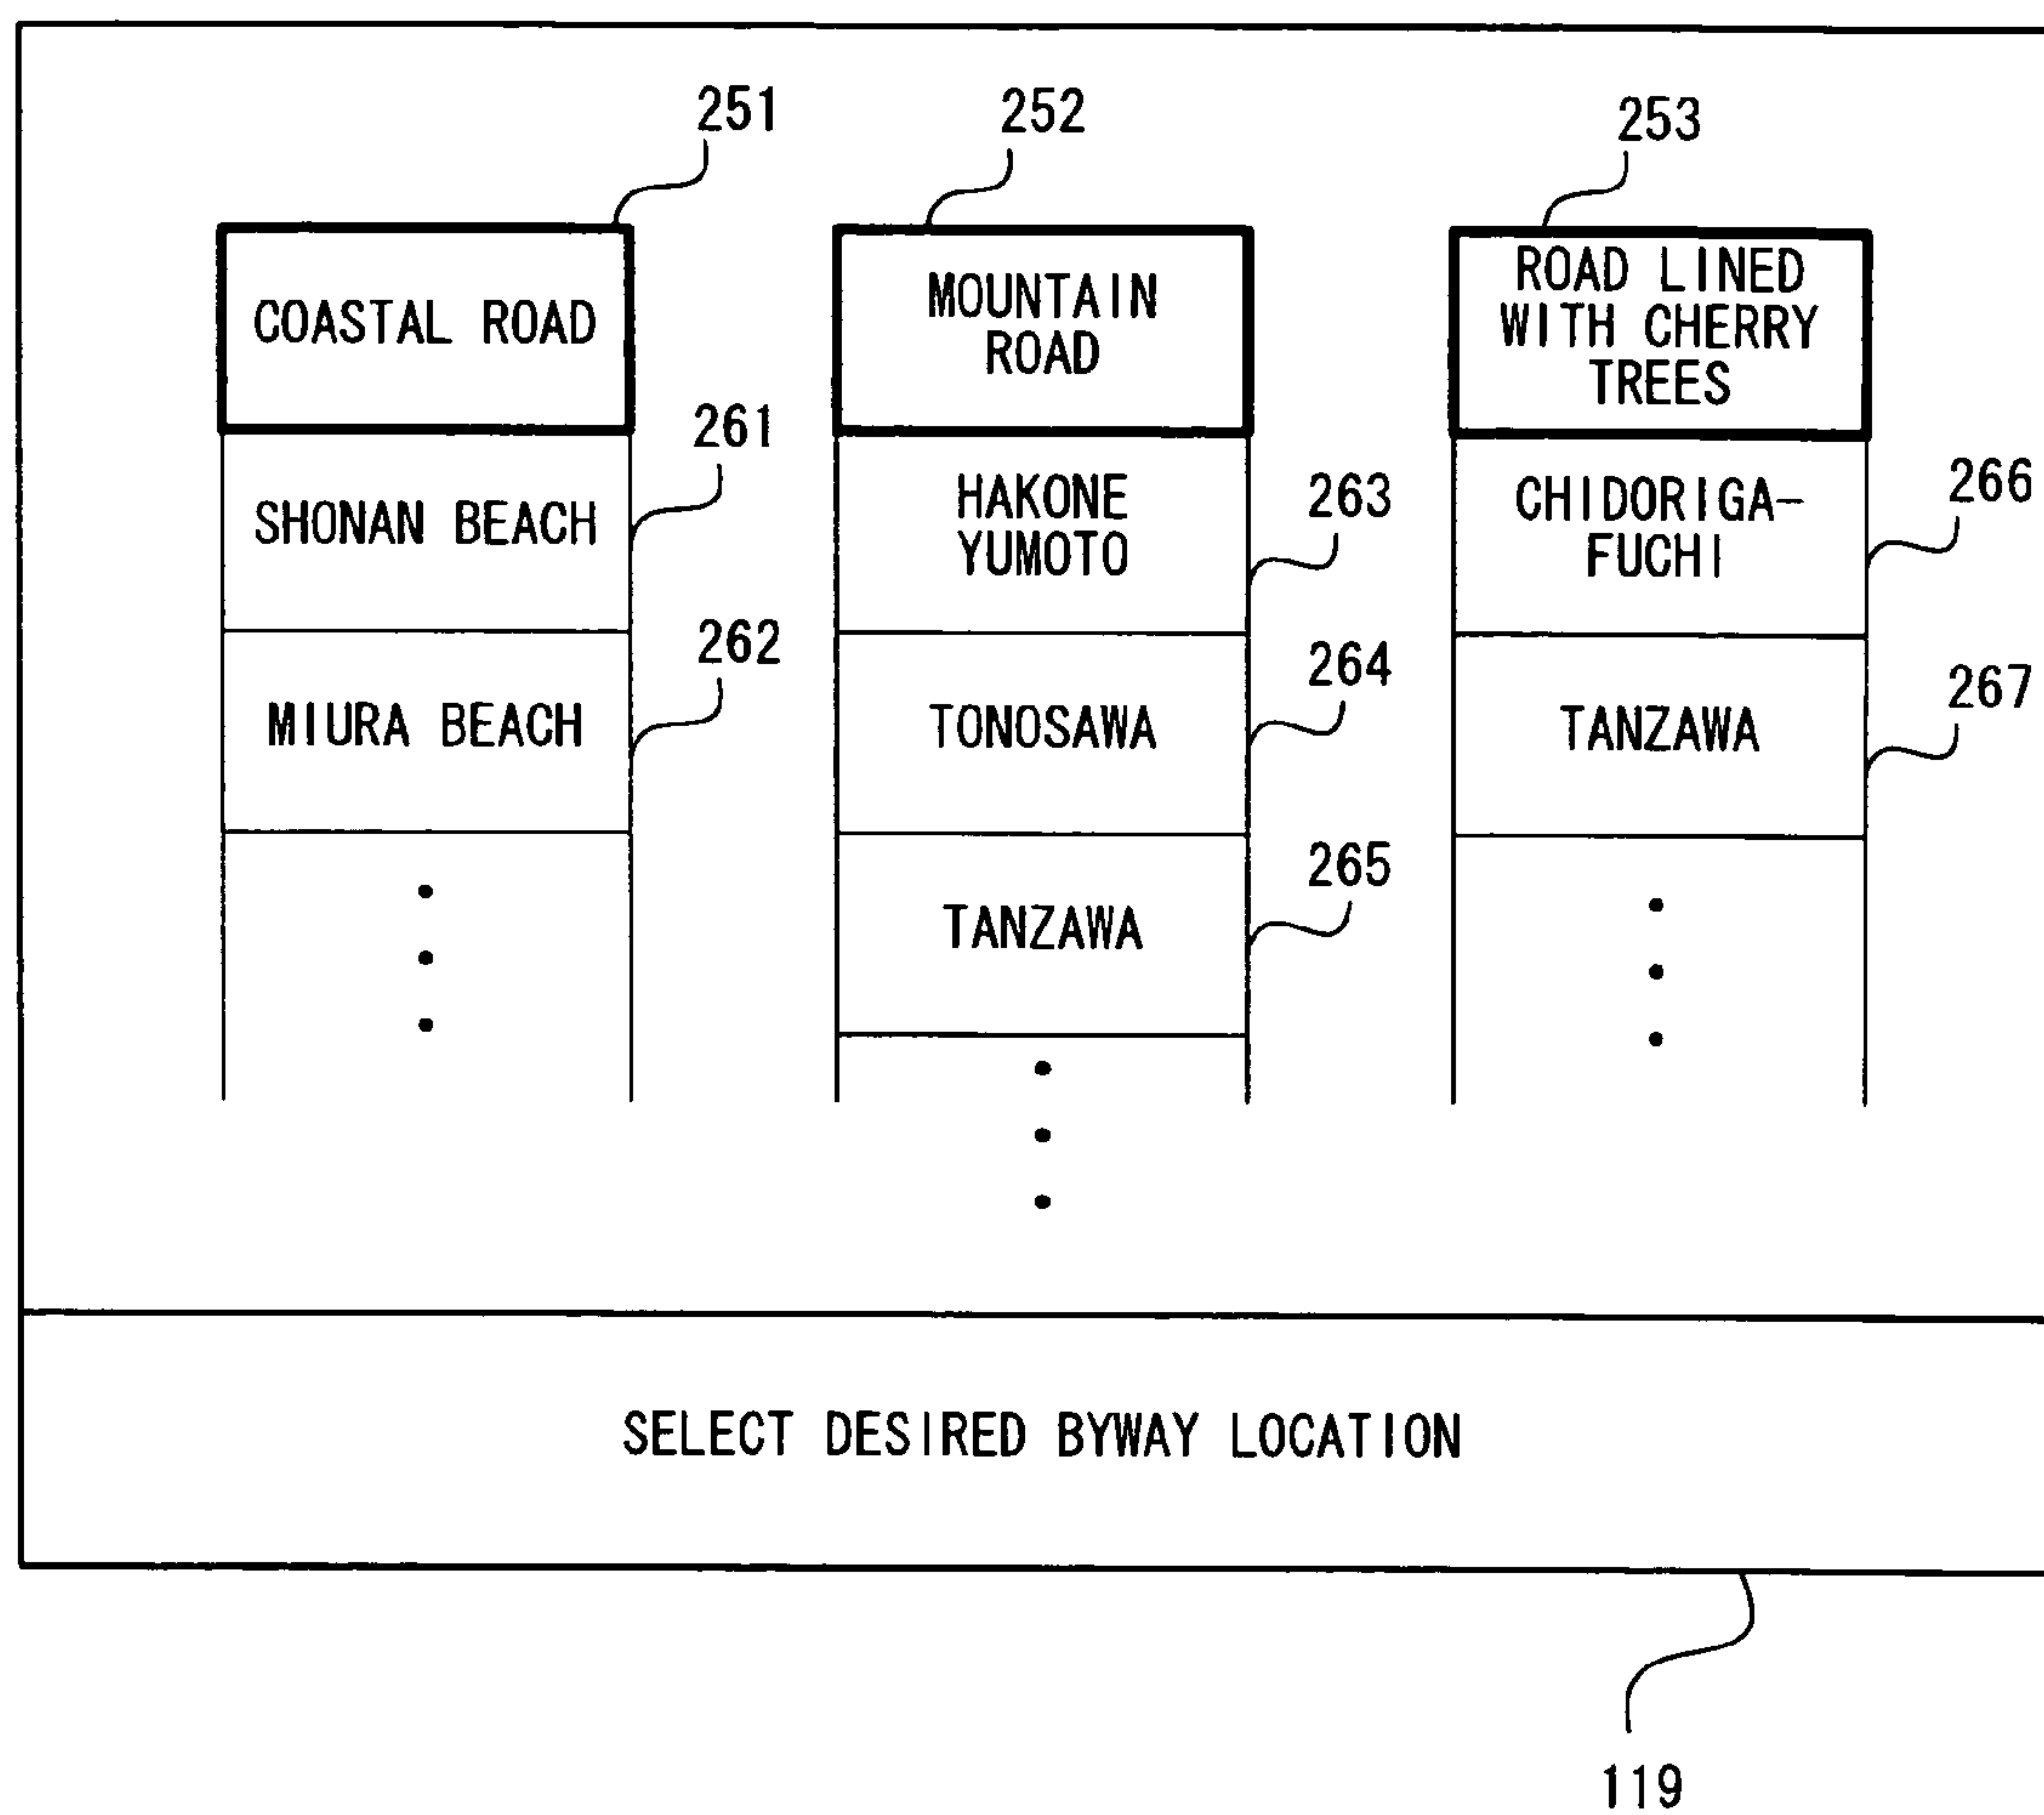 251
252
253
COASTAL ROAD
MOUNTAIN
ROAD
ROAD LINED
WITH CHERRY
TREES
261
SHONAN BEACH
HAKONE
YUMOTO
263
CHIDORIGA-
FUCHI
266
262
MIURA BEACH
264
TONOSAWA
267
TANZAWA
265
TANZAWA
SELECT DESIRED BYWAY LOCATION
119